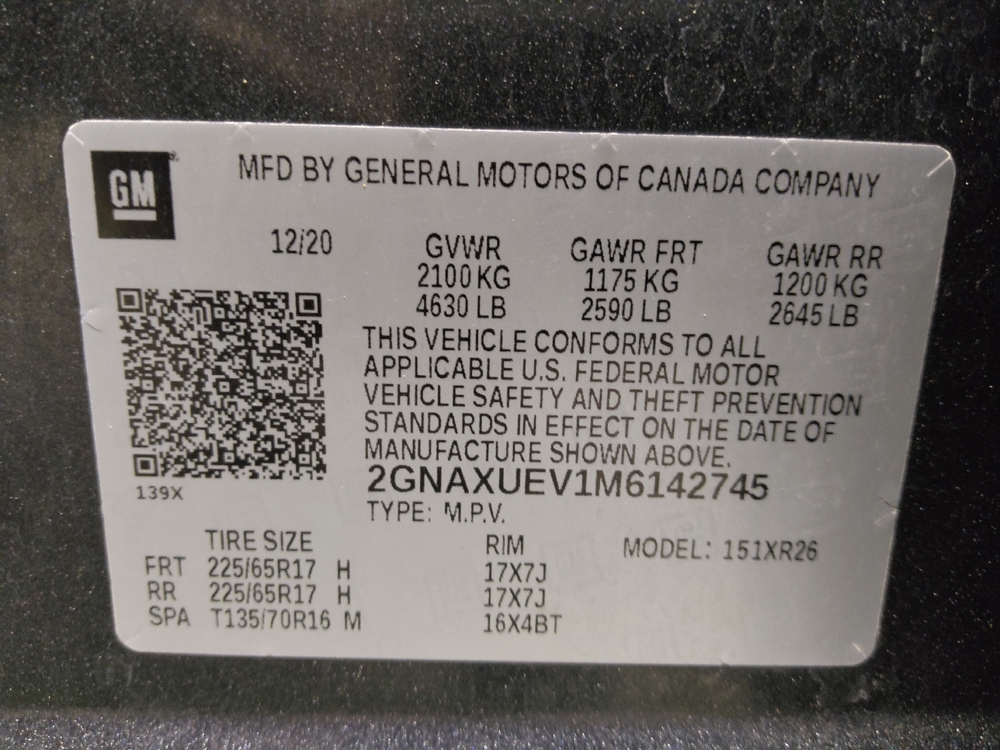 GM
MFD BY GENERAL MOTORS OF CANADA COMPANY
12/20
GVWR GAWR FRT GAWR RR
2100 KG 1175 KG 1200 KG
4630 LB 2590 LB 2645 LB
THIS VEHICLE CONFORMS TO ALL
APPLICABLE U.S. FEDERAL MOTOR
VEHICLE SAFETY AND THEFT PREVENTION
STANDARDS IN EFFECT ON THE DATE OF
MANUFACTURE SHOWN ABOVE.
2GNAXUEV1M6142745
139X
TYPE: M.P.V.
TIRE SIZE RIM MODEL: 151XR26
FRT 225/65R17 H 17X7J
RR 225/65R17 H 17X7J
SPA T135/70R16 M 16X4BT